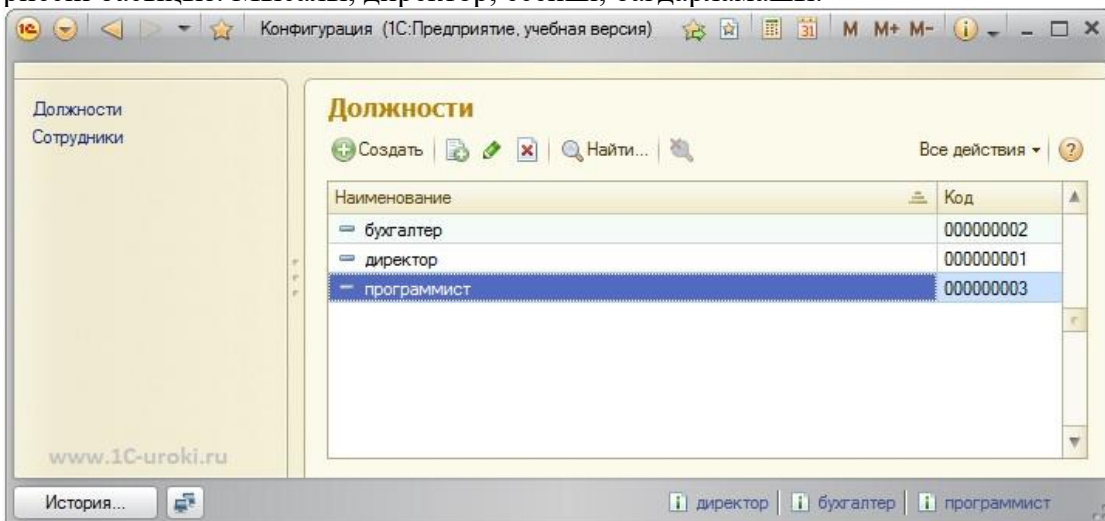 Конфигурация (1С:Предприятие, учебная версия) M M+ M-
Должности
Сотрудники
Должности
Создать Найти... Все действия
Наименование Код
бухгалтер 000000002
директор 000000001
программист 000000003
www.1C-uroki.ru
История... директор бухгалтер программист